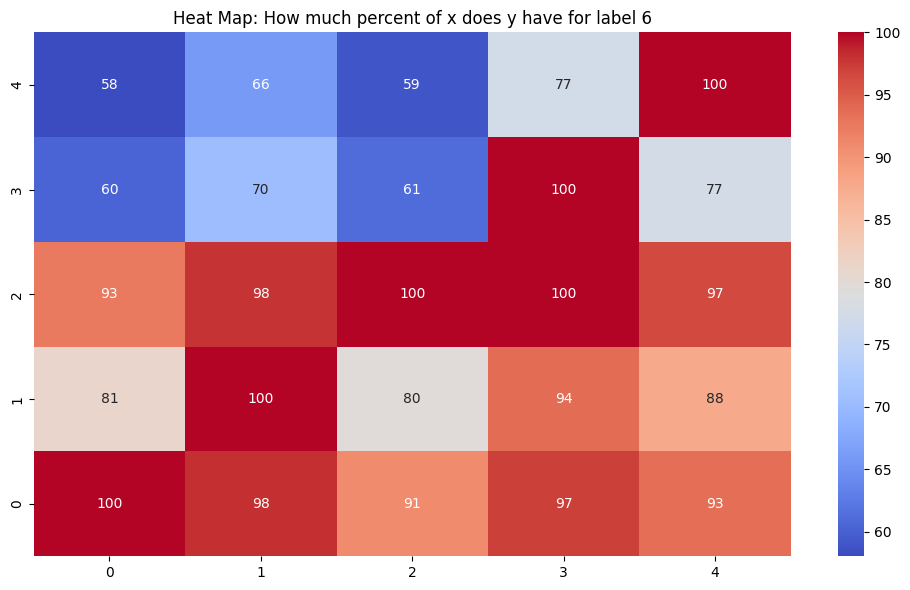 Heat Map: How much percent of x does y have for label 6
4 58 66 59 77 100
3 60 70 61 100 77
2 93 98 100 100 97
1 81 100 80 94 88
0 100 98 91 97 93
0 1 2 3 4
100
95
90
85
80
75
70
65
60